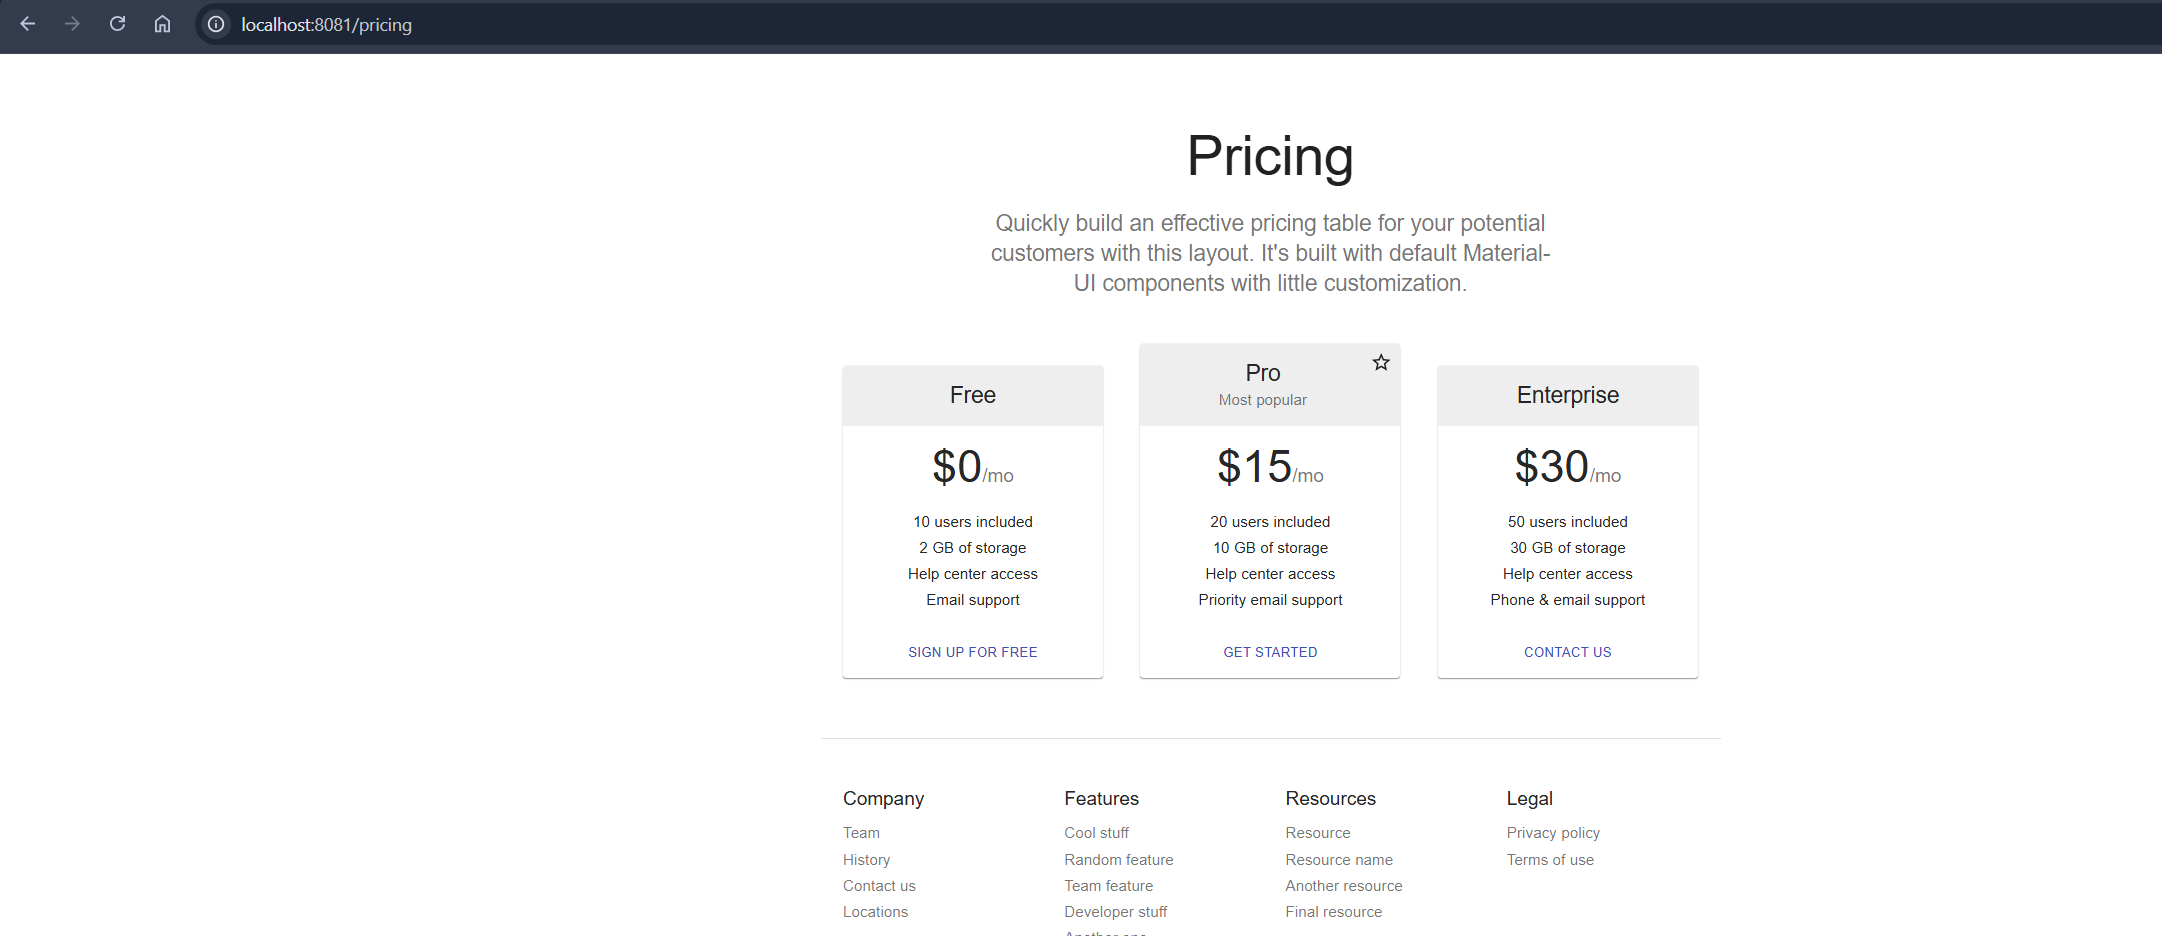 localhost:8081/pricing
Pricing
Quickly build an effective pricing table for your potential
customers with this layout. It's built with default Material-
UI components with little customization.
Free
$0/mo
10 users included
2 GB of storage
Help center access
Email support
SIGN UP FOR FREE
Pro
Most popular
$15/mo
20 users included
10 GB of storage
Help center access
Priority email support
GET STARTED
Enterprise
$30/mo
50 users included
30 GB of storage
Help center access
Phone & email support
CONTACT US
Company
Team
History
Contact us
Locations
Features
Cool stuff
Random feature
Team feature
Developer stuff
Another one
Resources
Resource
Resource name
Another resource
Final resource
Legal
Privacy policy
Terms of use